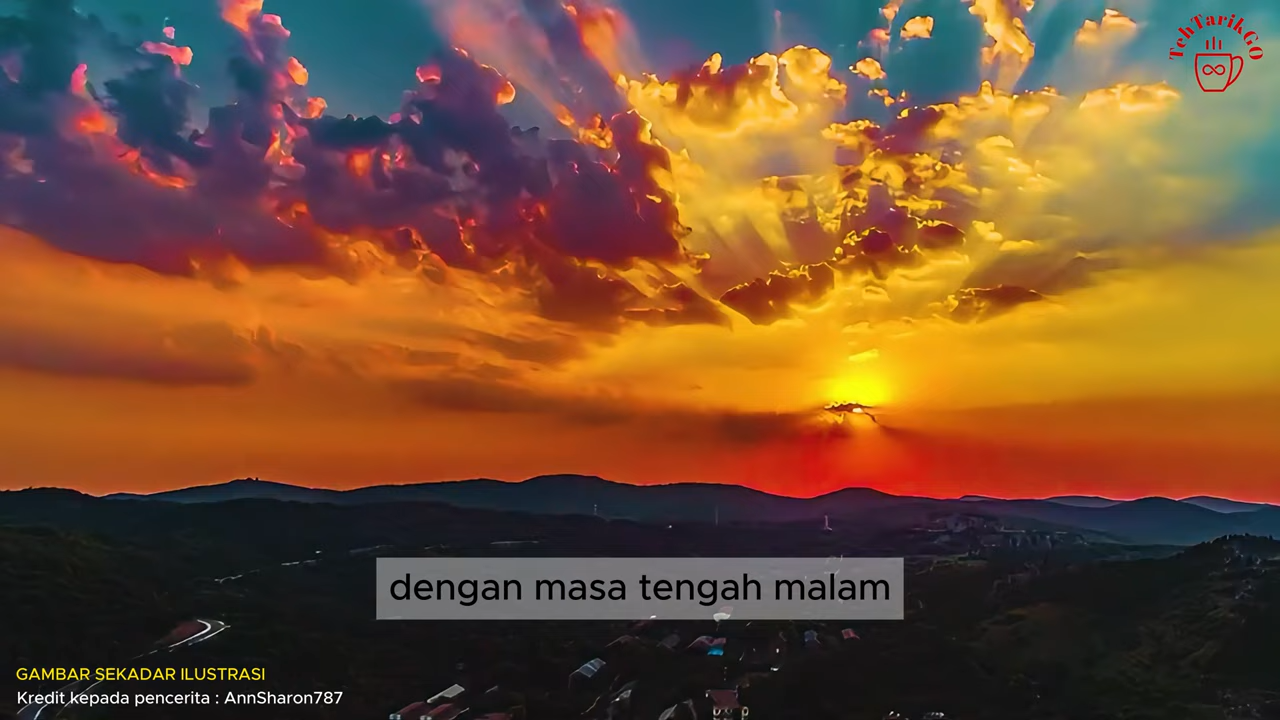 TehTarikGO
dengan masa tengah malam
GAMBAR SEKADAR ILUSTRASI
Kredit kepada pencerita : AnnSharon787